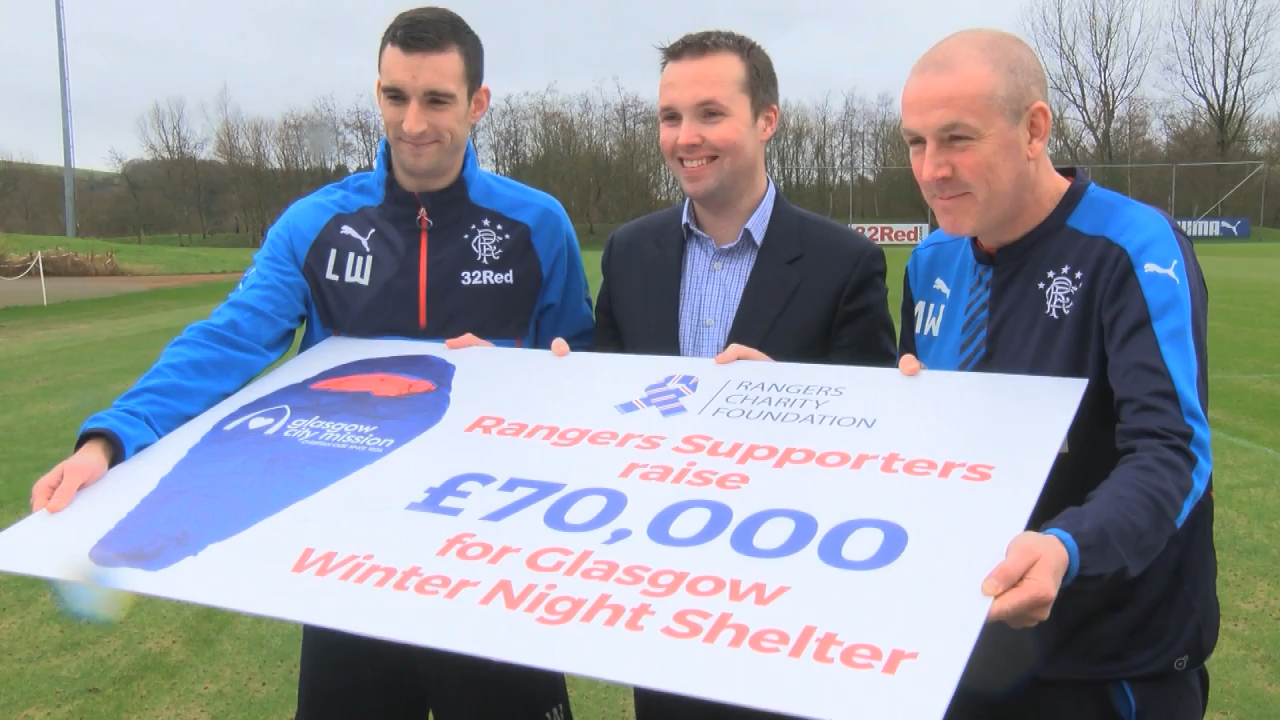 LW
32Red
MW
32Red
PUMA
glasgow
city mission
RANGERS
CHARITY
FOUNDATION
Rangers Supporters
raise
£70,000
for Glasgow
Winter Night Shelter
W